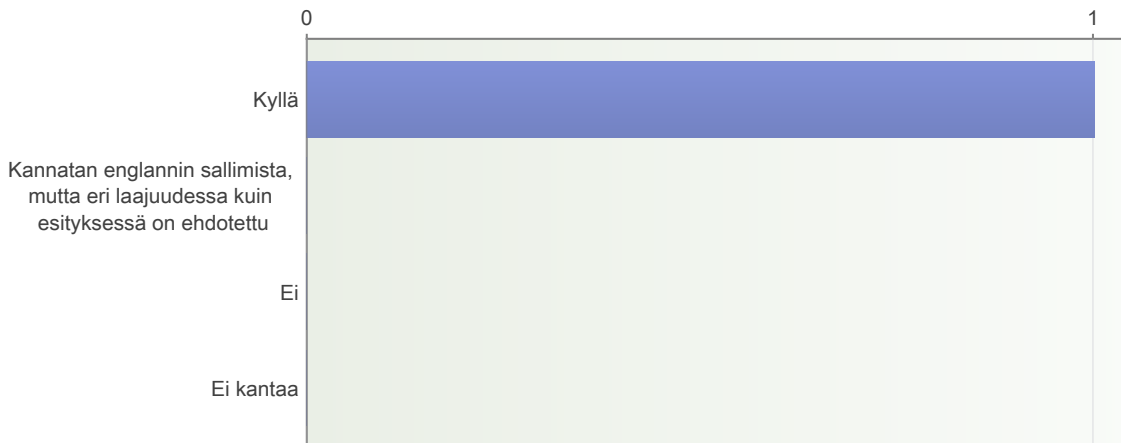 0 1
Kyllä
Kannatan englannin sallimista,
mutta eri laajuudessa kuin
esityksessä on ehdotettu
Ei
Ei kantaa